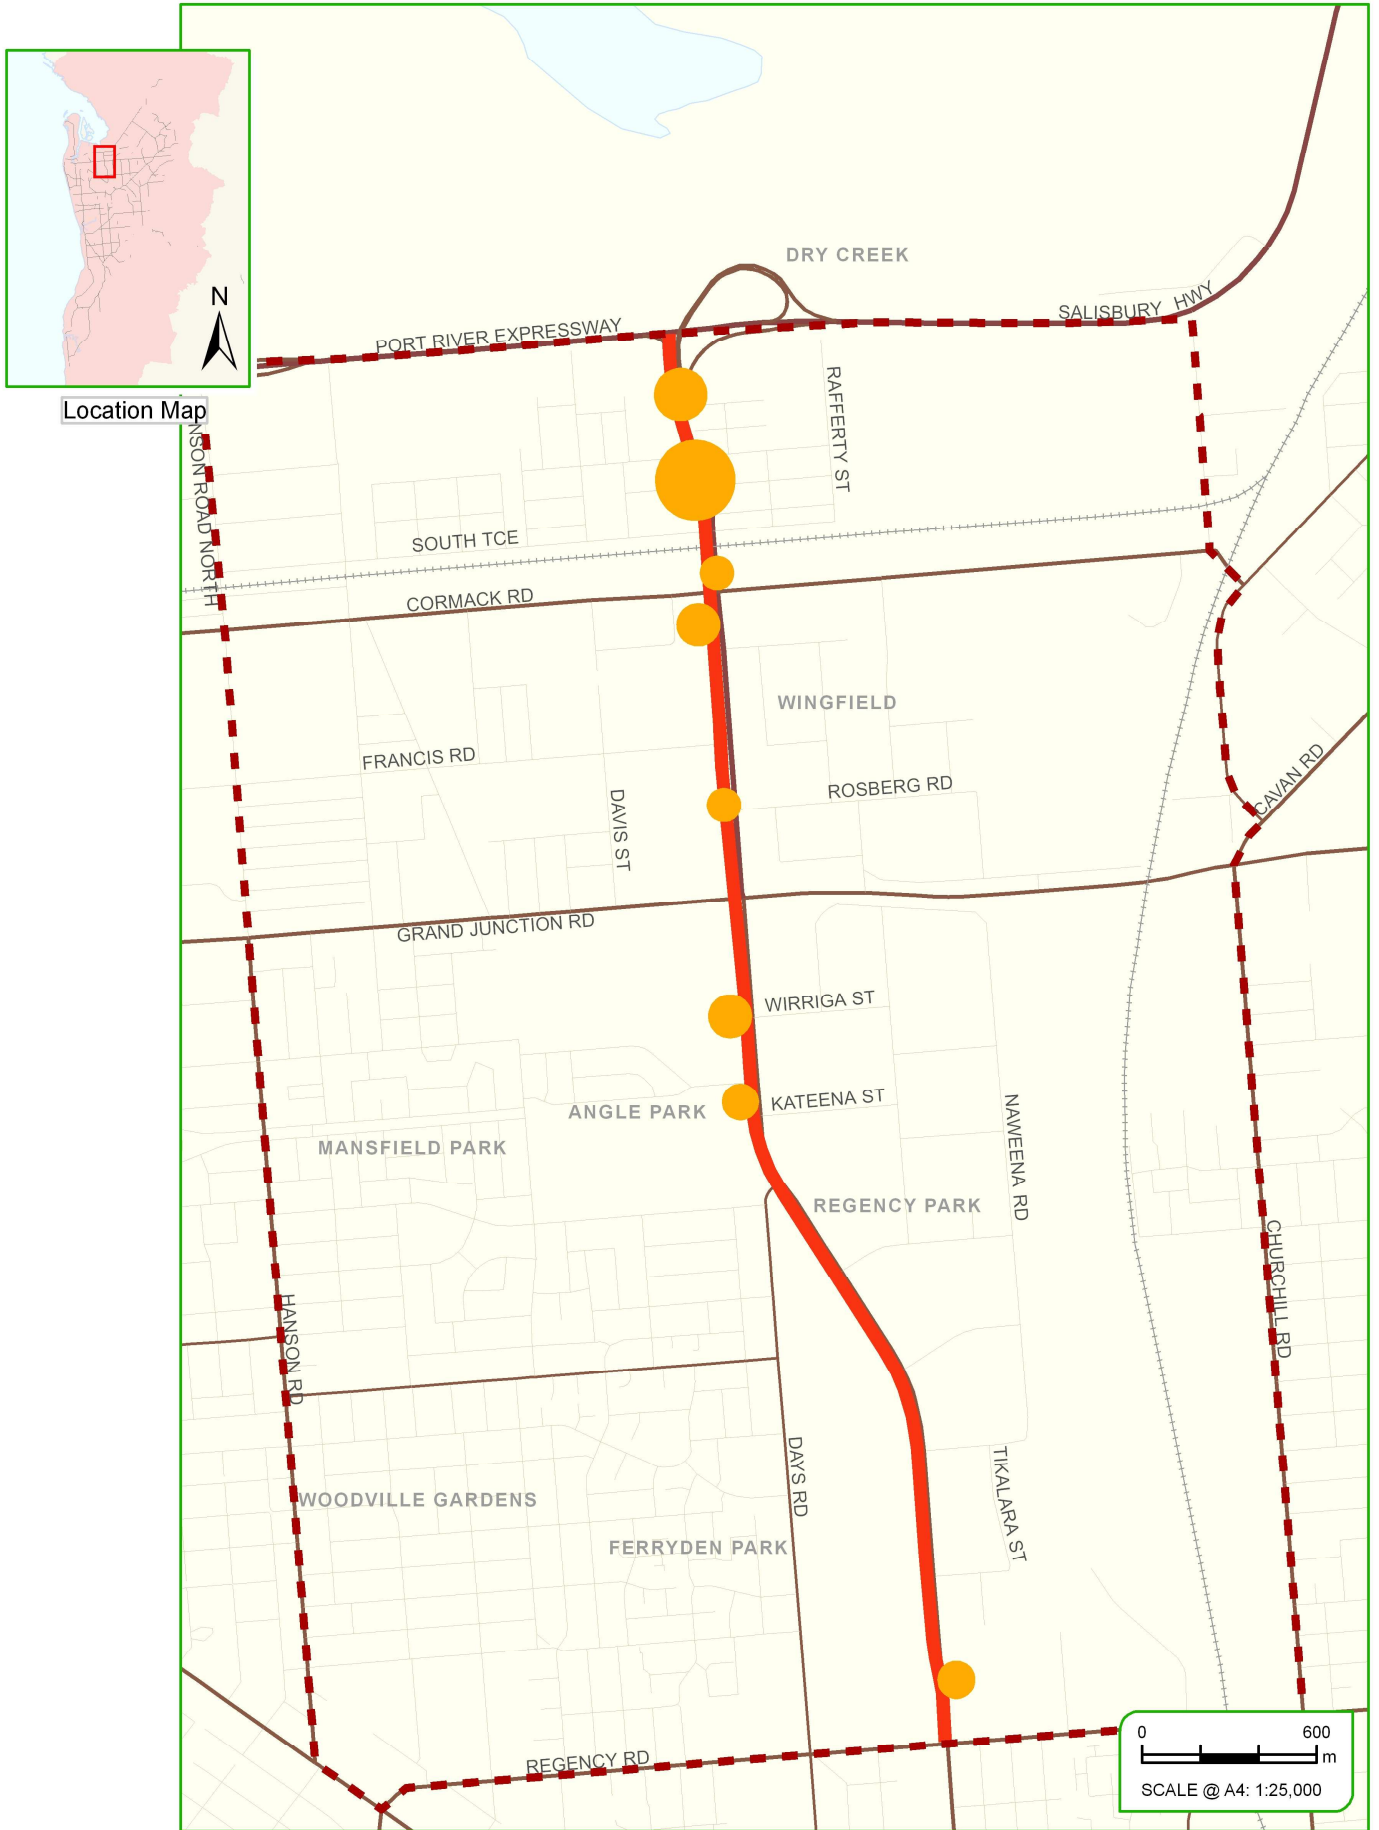 N
Location Map
DRY CREEK
SALISBURY HWY
PORT RIVER EXPRESSWAY
RAFFERTY ST
NSON ROAD NORTH
SOUTH TCE
CORMACK RD
WINGFIELD
FRANCIS RD
CAVAN RD
ROSBERG RD
DAVIS ST
GRAND JUNCTION RD
WIRRIGA ST
KATEENA ST
ANGLE PARK
NAWEENA RD
MANSFIELD PARK
REGENCY PARK
CHURCHILL RD
HANSON RD
DAYS RD
TIKALARA ST
WOODVILLE GARDENS
FERRYDEN PARK
REGENCY RD
0 600
m
SCALE @ A4: 1:25,000